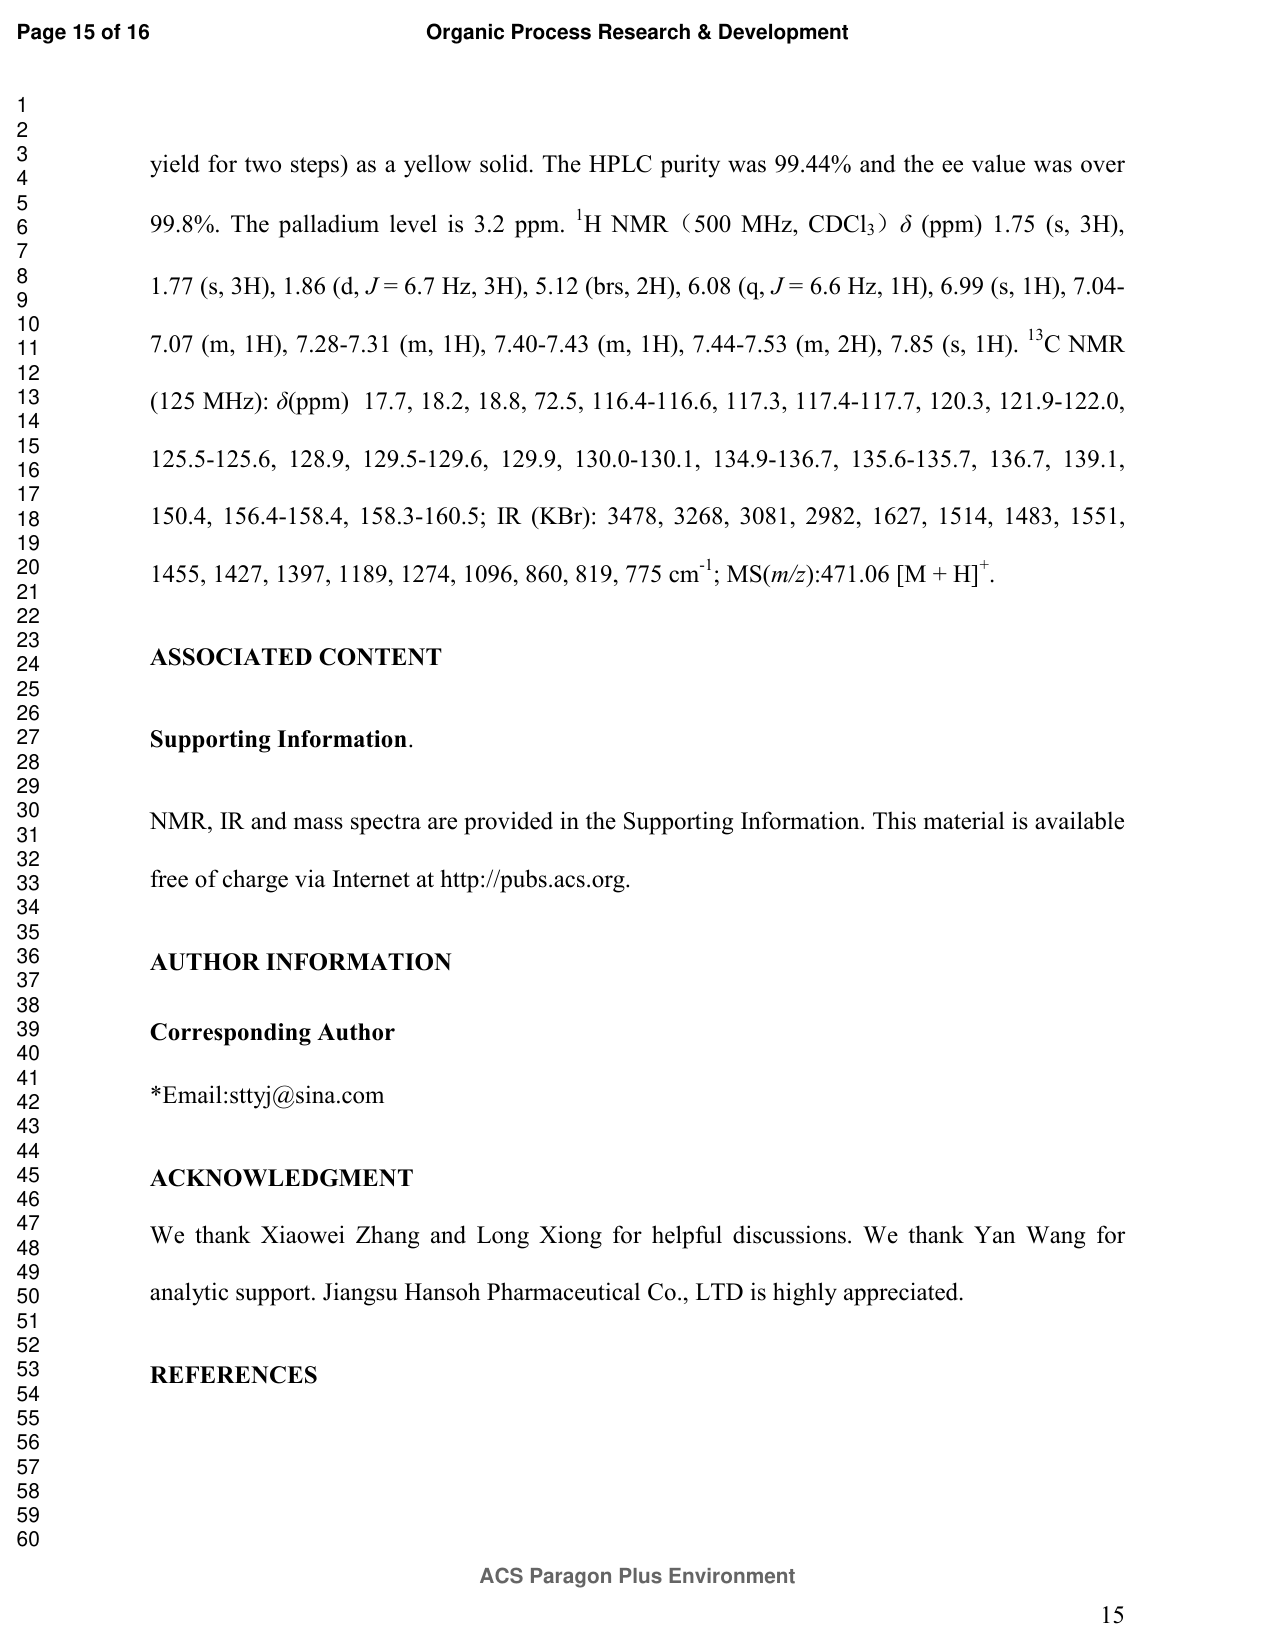 Page 15 of 16
Organic Process Research & Development
1
2
3
4
5
6
7
8
9
10
11
12
13
14
15
16
17
18
19
20
21
22
23
24
25
26
27
28
29
30
31
32
33
34
35
36
37
38
39
40
41
42
43
44
45
46
47
48
49
50
51
52
53
54
55
56
57
58
59
60
yield for two steps) as a yellow solid. The HPLC purity was 99.44% and the ee value was over
99.8%. The palladium level is 3.2 ppm. ¹H NMR（500 MHz, CDCl₃）δ (ppm) 1.75 (s, 3H),
1.77 (s, 3H), 1.86 (d, J = 6.7 Hz, 3H), 5.12 (brs, 2H), 6.08 (q, J = 6.6 Hz, 1H), 6.99 (s, 1H), 7.04-
7.07 (m, 1H), 7.28-7.31 (m, 1H), 7.40-7.43 (m, 1H), 7.44-7.53 (m, 2H), 7.85 (s, 1H). ¹³C NMR
(125 MHz): δ(ppm) 17.7, 18.2, 18.8, 72.5, 116.4-116.6, 117.3, 117.4-117.7, 120.3, 121.9-122.0,
125.5-125.6, 128.9, 129.5-129.6, 129.9, 130.0-130.1, 134.9-136.7, 135.6-135.7, 136.7, 139.1,
150.4, 156.4-158.4, 158.3-160.5; IR (KBr): 3478, 3268, 3081, 2982, 1627, 1514, 1483, 1551,
1455, 1427, 1397, 1189, 1274, 1096, 860, 819, 775 cm⁻¹; MS(m/z):471.06 [M + H]⁺.
ASSOCIATED CONTENT
Supporting Information.
NMR, IR and mass spectra are provided in the Supporting Information. This material is available
free of charge via Internet at http://pubs.acs.org.
AUTHOR INFORMATION
Corresponding Author
*Email:sttyj@sina.com
ACKNOWLEDGMENT
We thank Xiaowei Zhang and Long Xiong for helpful discussions. We thank Yan Wang for
analytic support. Jiangsu Hansoh Pharmaceutical Co., LTD is highly appreciated.
REFERENCES
ACS Paragon Plus Environment
15